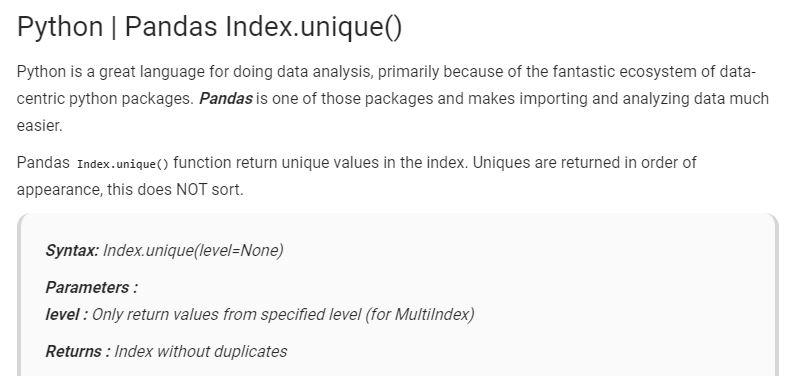 Python | Pandas Index.unique()
Python is a great language for doing data analysis, primarily because of the fantastic ecosystem of data-
centric python packages. Pandas is one of those packages and makes importing and analyzing data much
easier.
Pandas Index.unique() function return unique values in the index. Uniques are returned in order of
appearance, this does NOT sort.
Syntax: Index.unique(level=None)
Parameters :
level : Only return values from specified level (for MultiIndex)
Returns : Index without duplicates